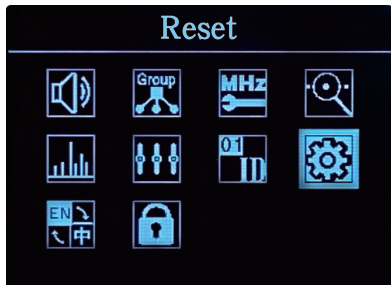 Reset
Group
MHz
01
ID
EN
中